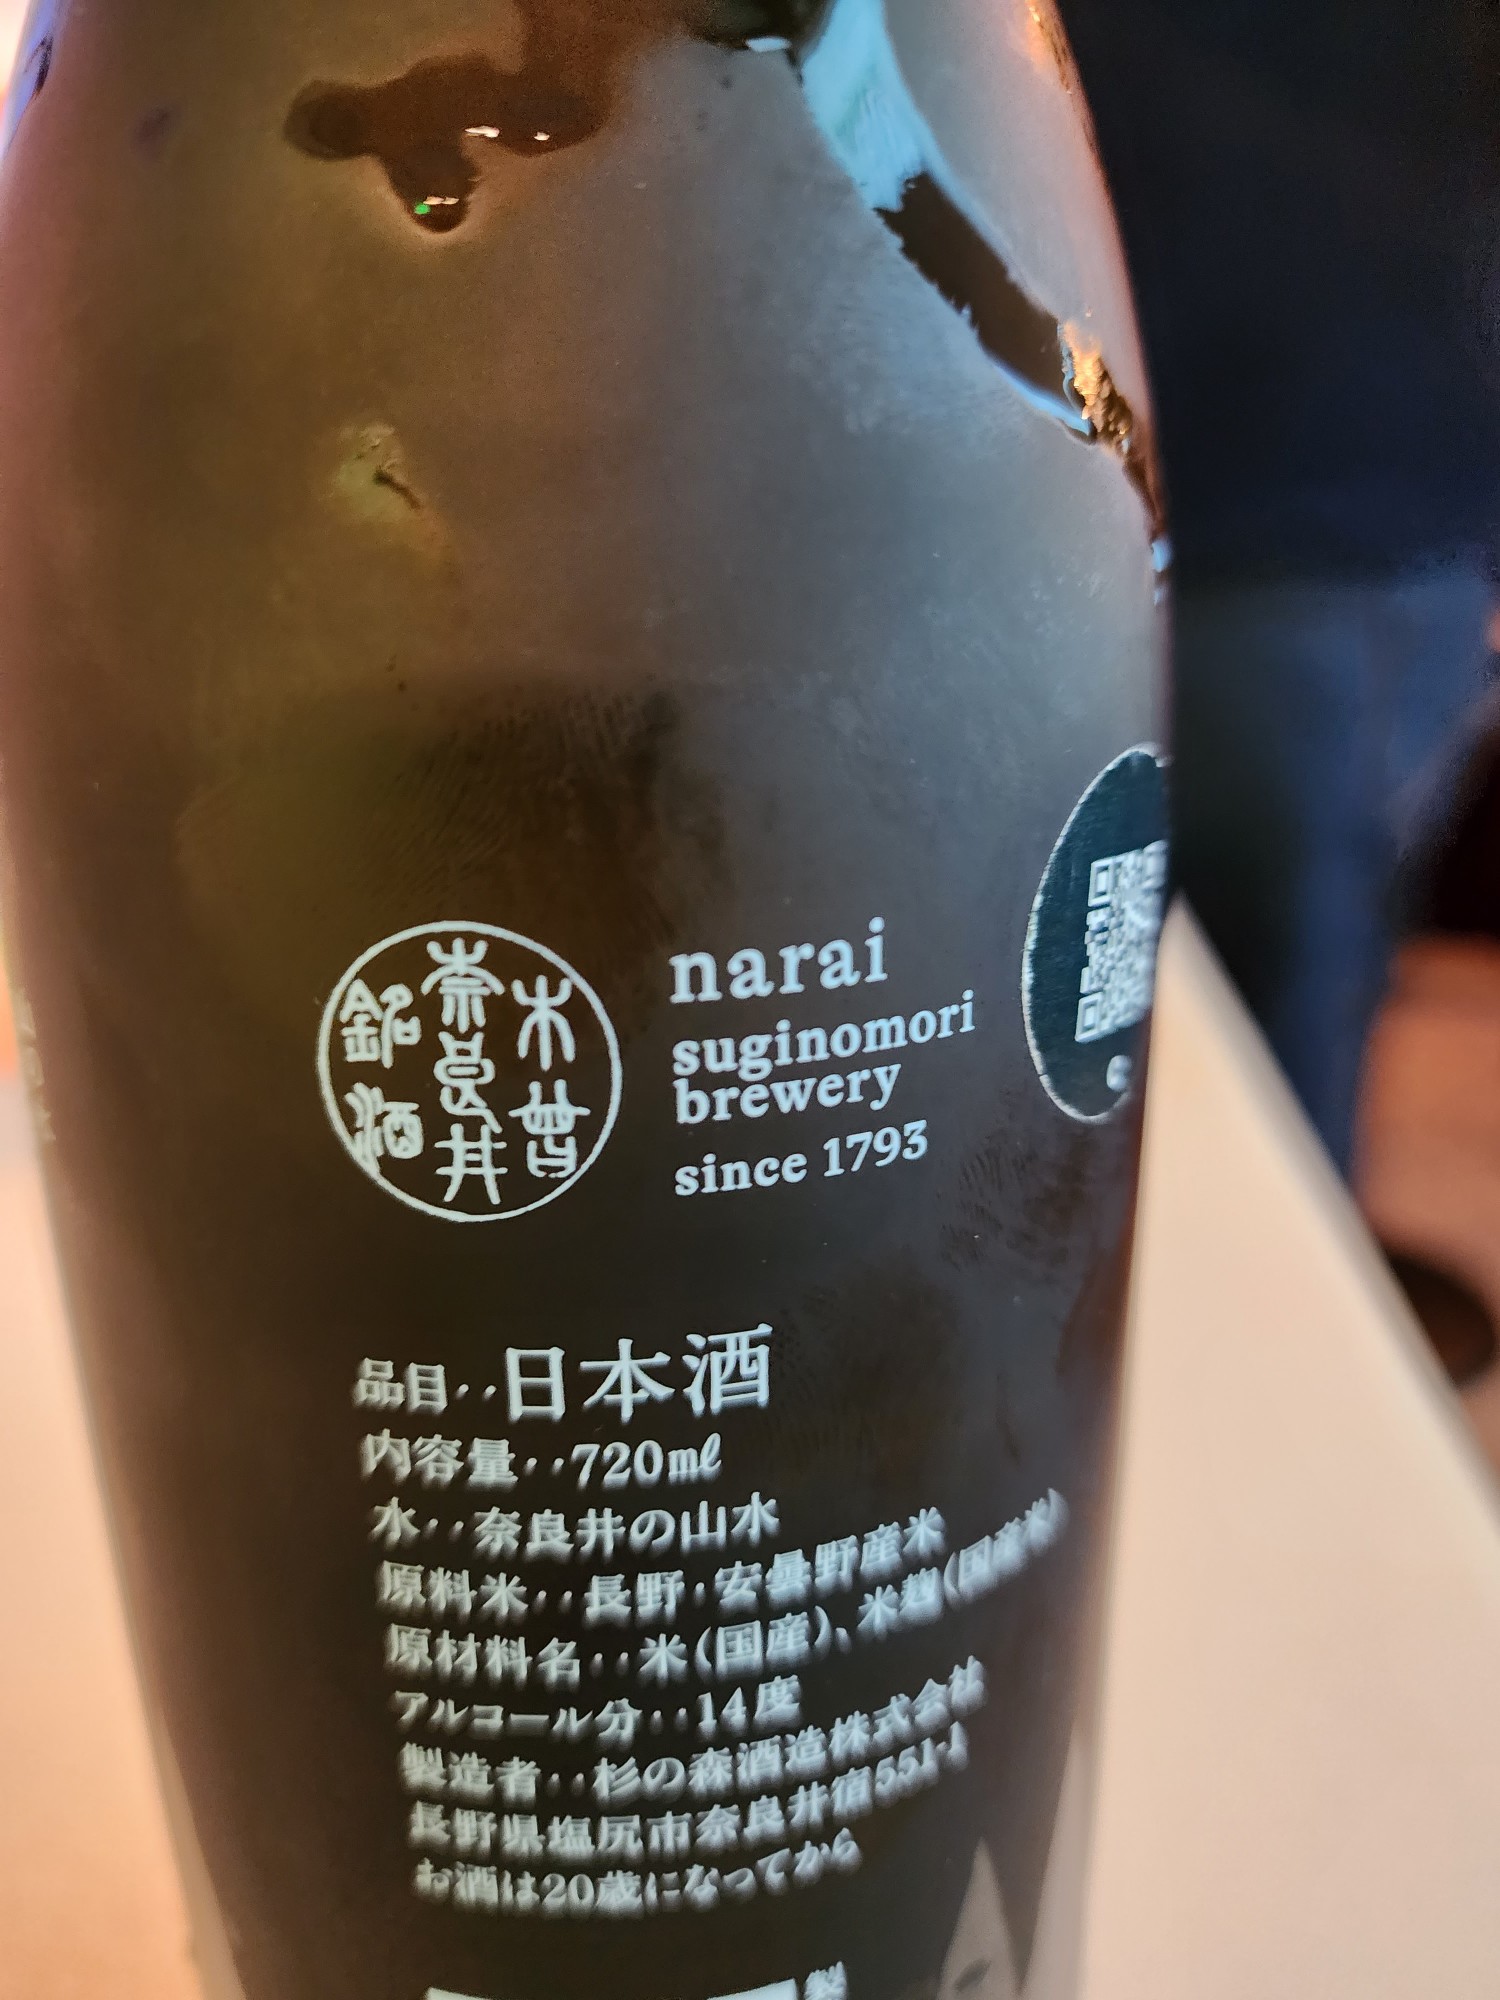 木曽
奈良井
銘酒
narai
suginomori
brewery
since 1793
品目‥日本酒
内容量‥720㎖
水‥奈良井の山水
原料米‥長野・安曇野産米
原材料名‥米(国産)、米麹(国産米)
アルコール分‥14度
製造者‥杉の森酒造株式会社
長野県塩尻市奈良井宿551-1
お酒は20歳になってから
製